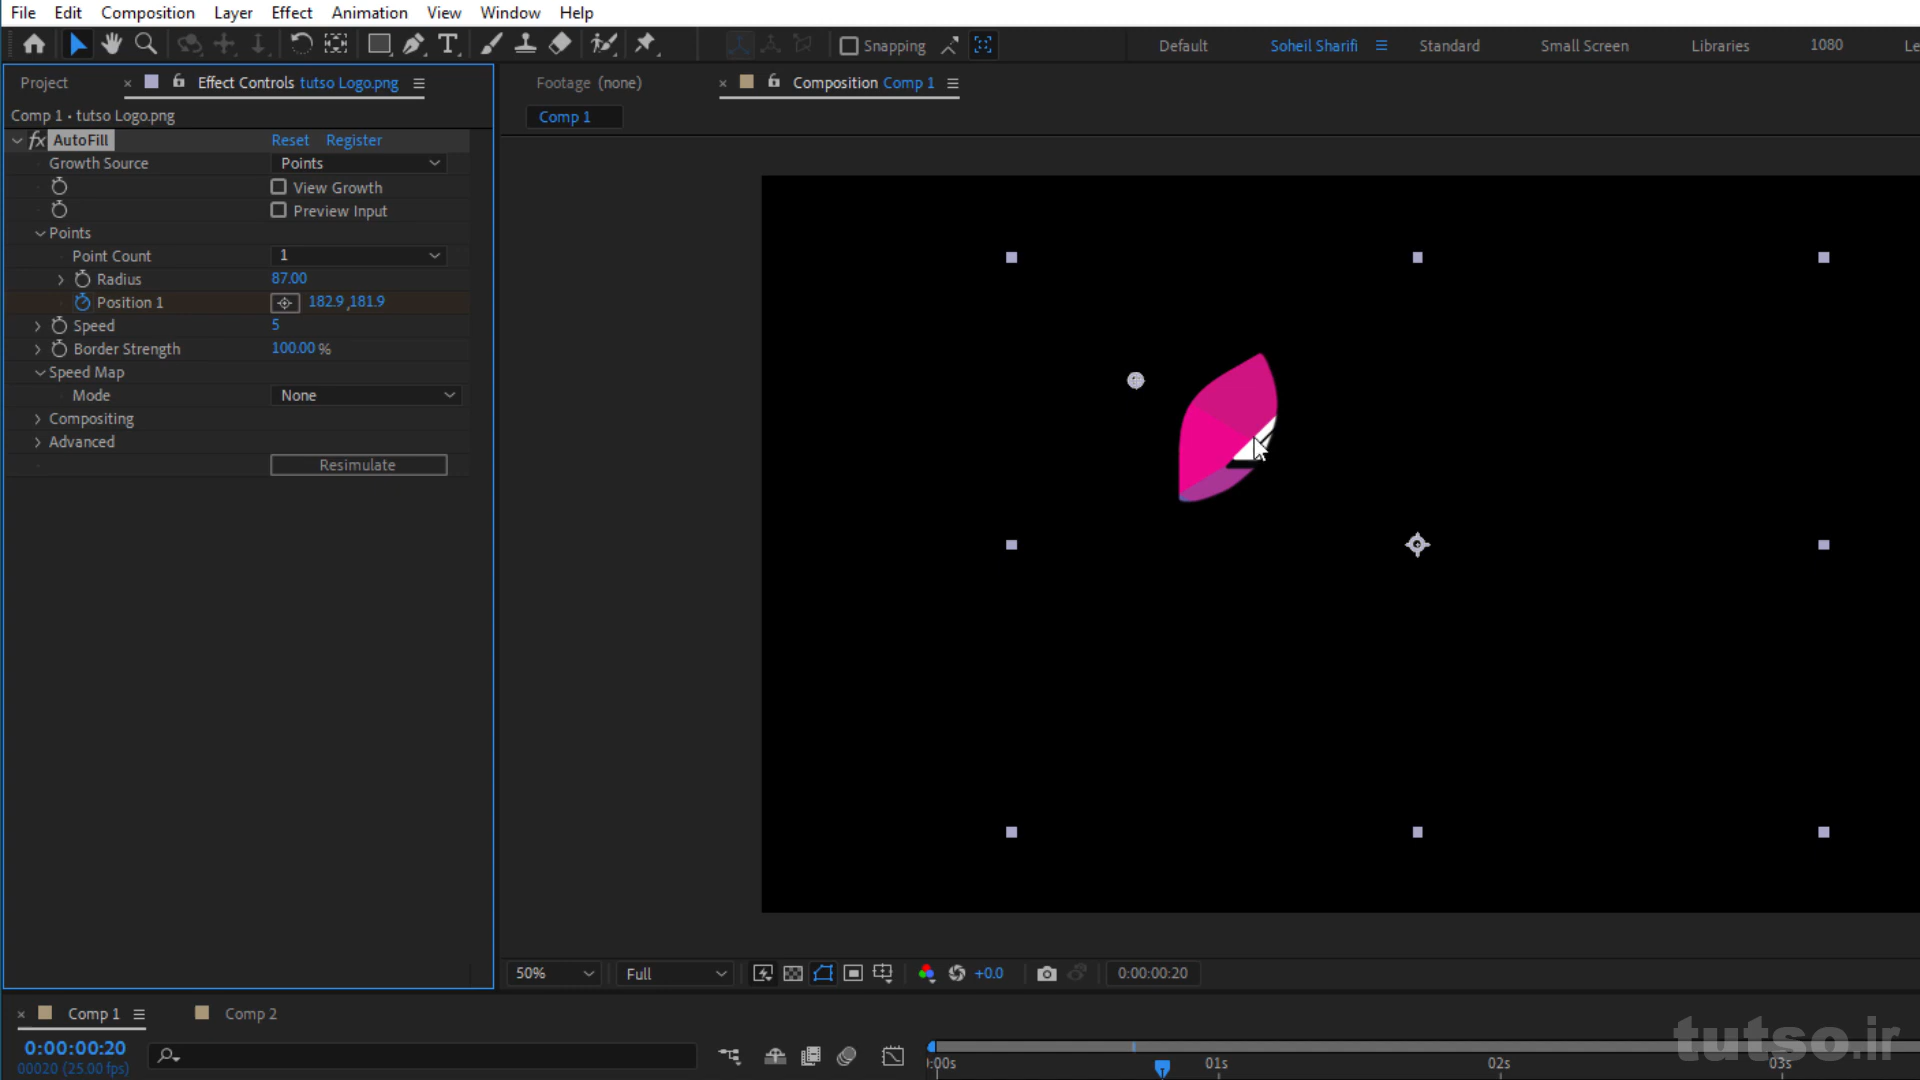 File Edit Composition Layer Effect Animation View Window Help
Snapping Default Soheil Sharifi Standard Small Screen Libraries 1080 Le
Project Effect Controls tutso Logo.png Footage (none) Composition Comp 1
Comp 1 • tutso Logo.png
Comp 1
fx AutoFill Reset Register
Growth Source Points
View Growth
Preview Input
Points
Point Count 1
Radius 87.00
Position 1 182.9,181.9
Speed 5
Border Strength 100.00 %
Speed Map
Mode None
Compositing
Advanced
Resimulate
50% Full +0.0 0:00:00:20
Comp 1 Comp 2
0:00:00:20
00020 (25.00 fps)
:00s 01s 02s 03s
tutso.ir